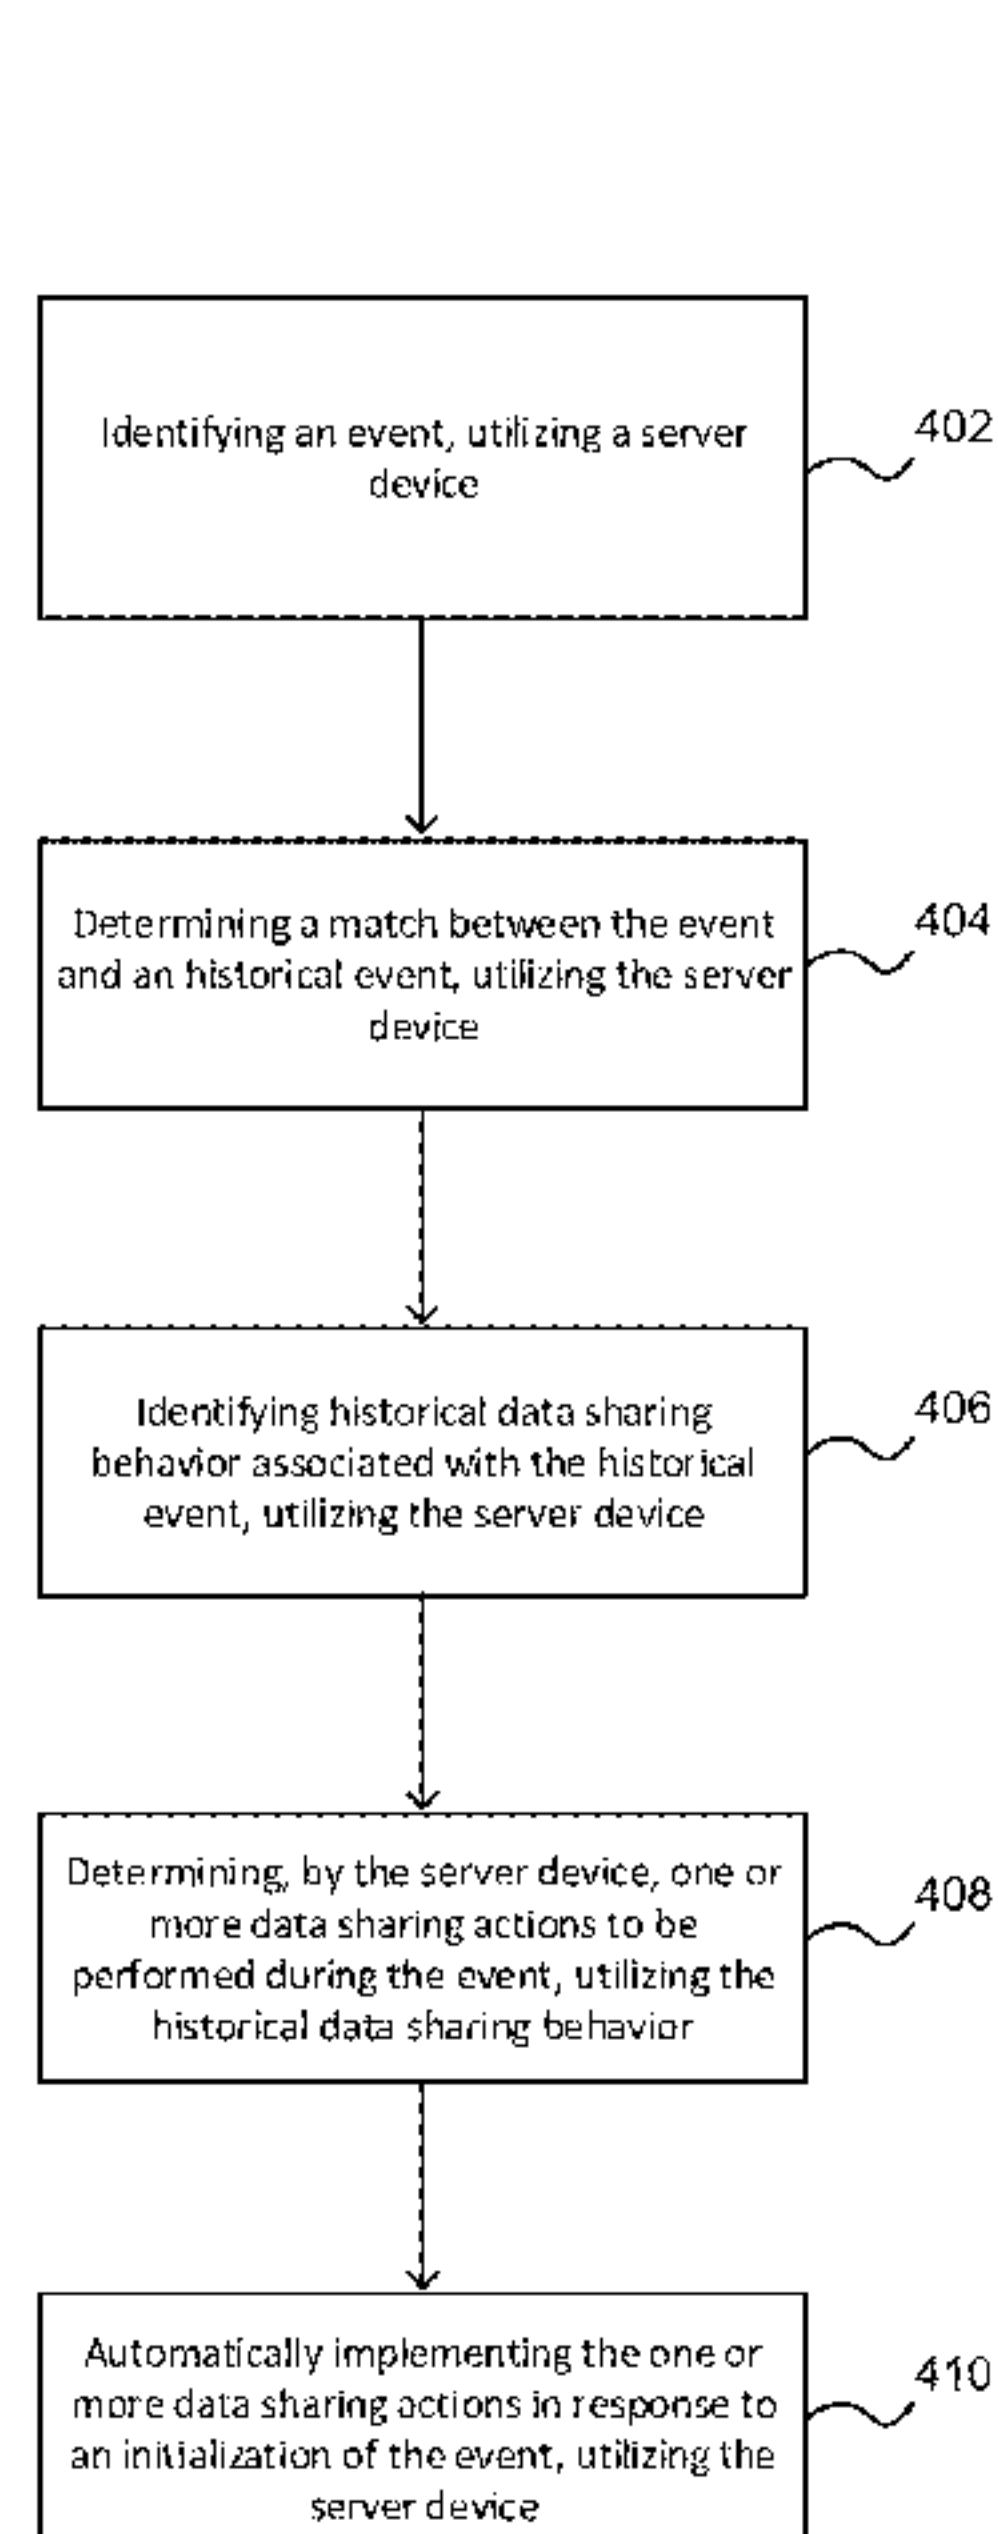 Identifying an event, utilizing a server
device
402
Determining a match between the event
and an historical event, utilizing the server
device
404
Identifying historical data sharing
behavior associated with the historical
event, utilizing the server device
406
Determining, by the server device, one or
more data sharing actions to be
performed during the event, utilizing the
historical data sharing behavior
408
Automatically implementing the one or
more data sharing actions in response to
an initialization of the event, utilizing the
server device
410